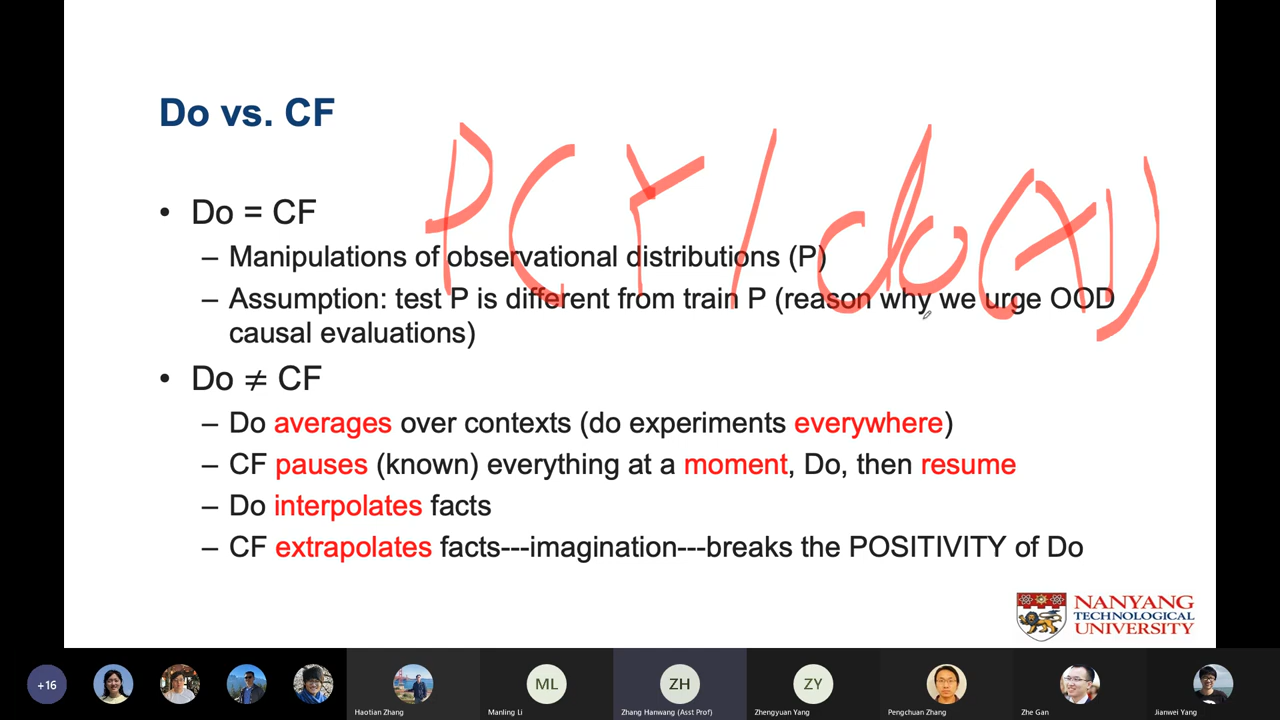 Do vs. CF
P(Y/do(X))
• Do = CF
– Manipulations of observational distributions (P)
– Assumption: test P is different from train P (reason why we urge OOD
causal evaluations)
• Do ≠ CF
– Do averages over contexts (do experiments everywhere)
– CF pauses (known) everything at a moment, Do, then resume
– Do interpolates facts
– CF extrapolates facts---imagination---breaks the POSITIVITY of Do
NANYANG
TECHNOLOGICAL
UNIVERSITY
+16
ML
ZH
ZY
Haotian Zhang
Manling Li
Zhang Hanwang (Asst Prof)
Zhengyuan Yang
Pengchuan Zhang
Zhe Gan
Jianwei Yang